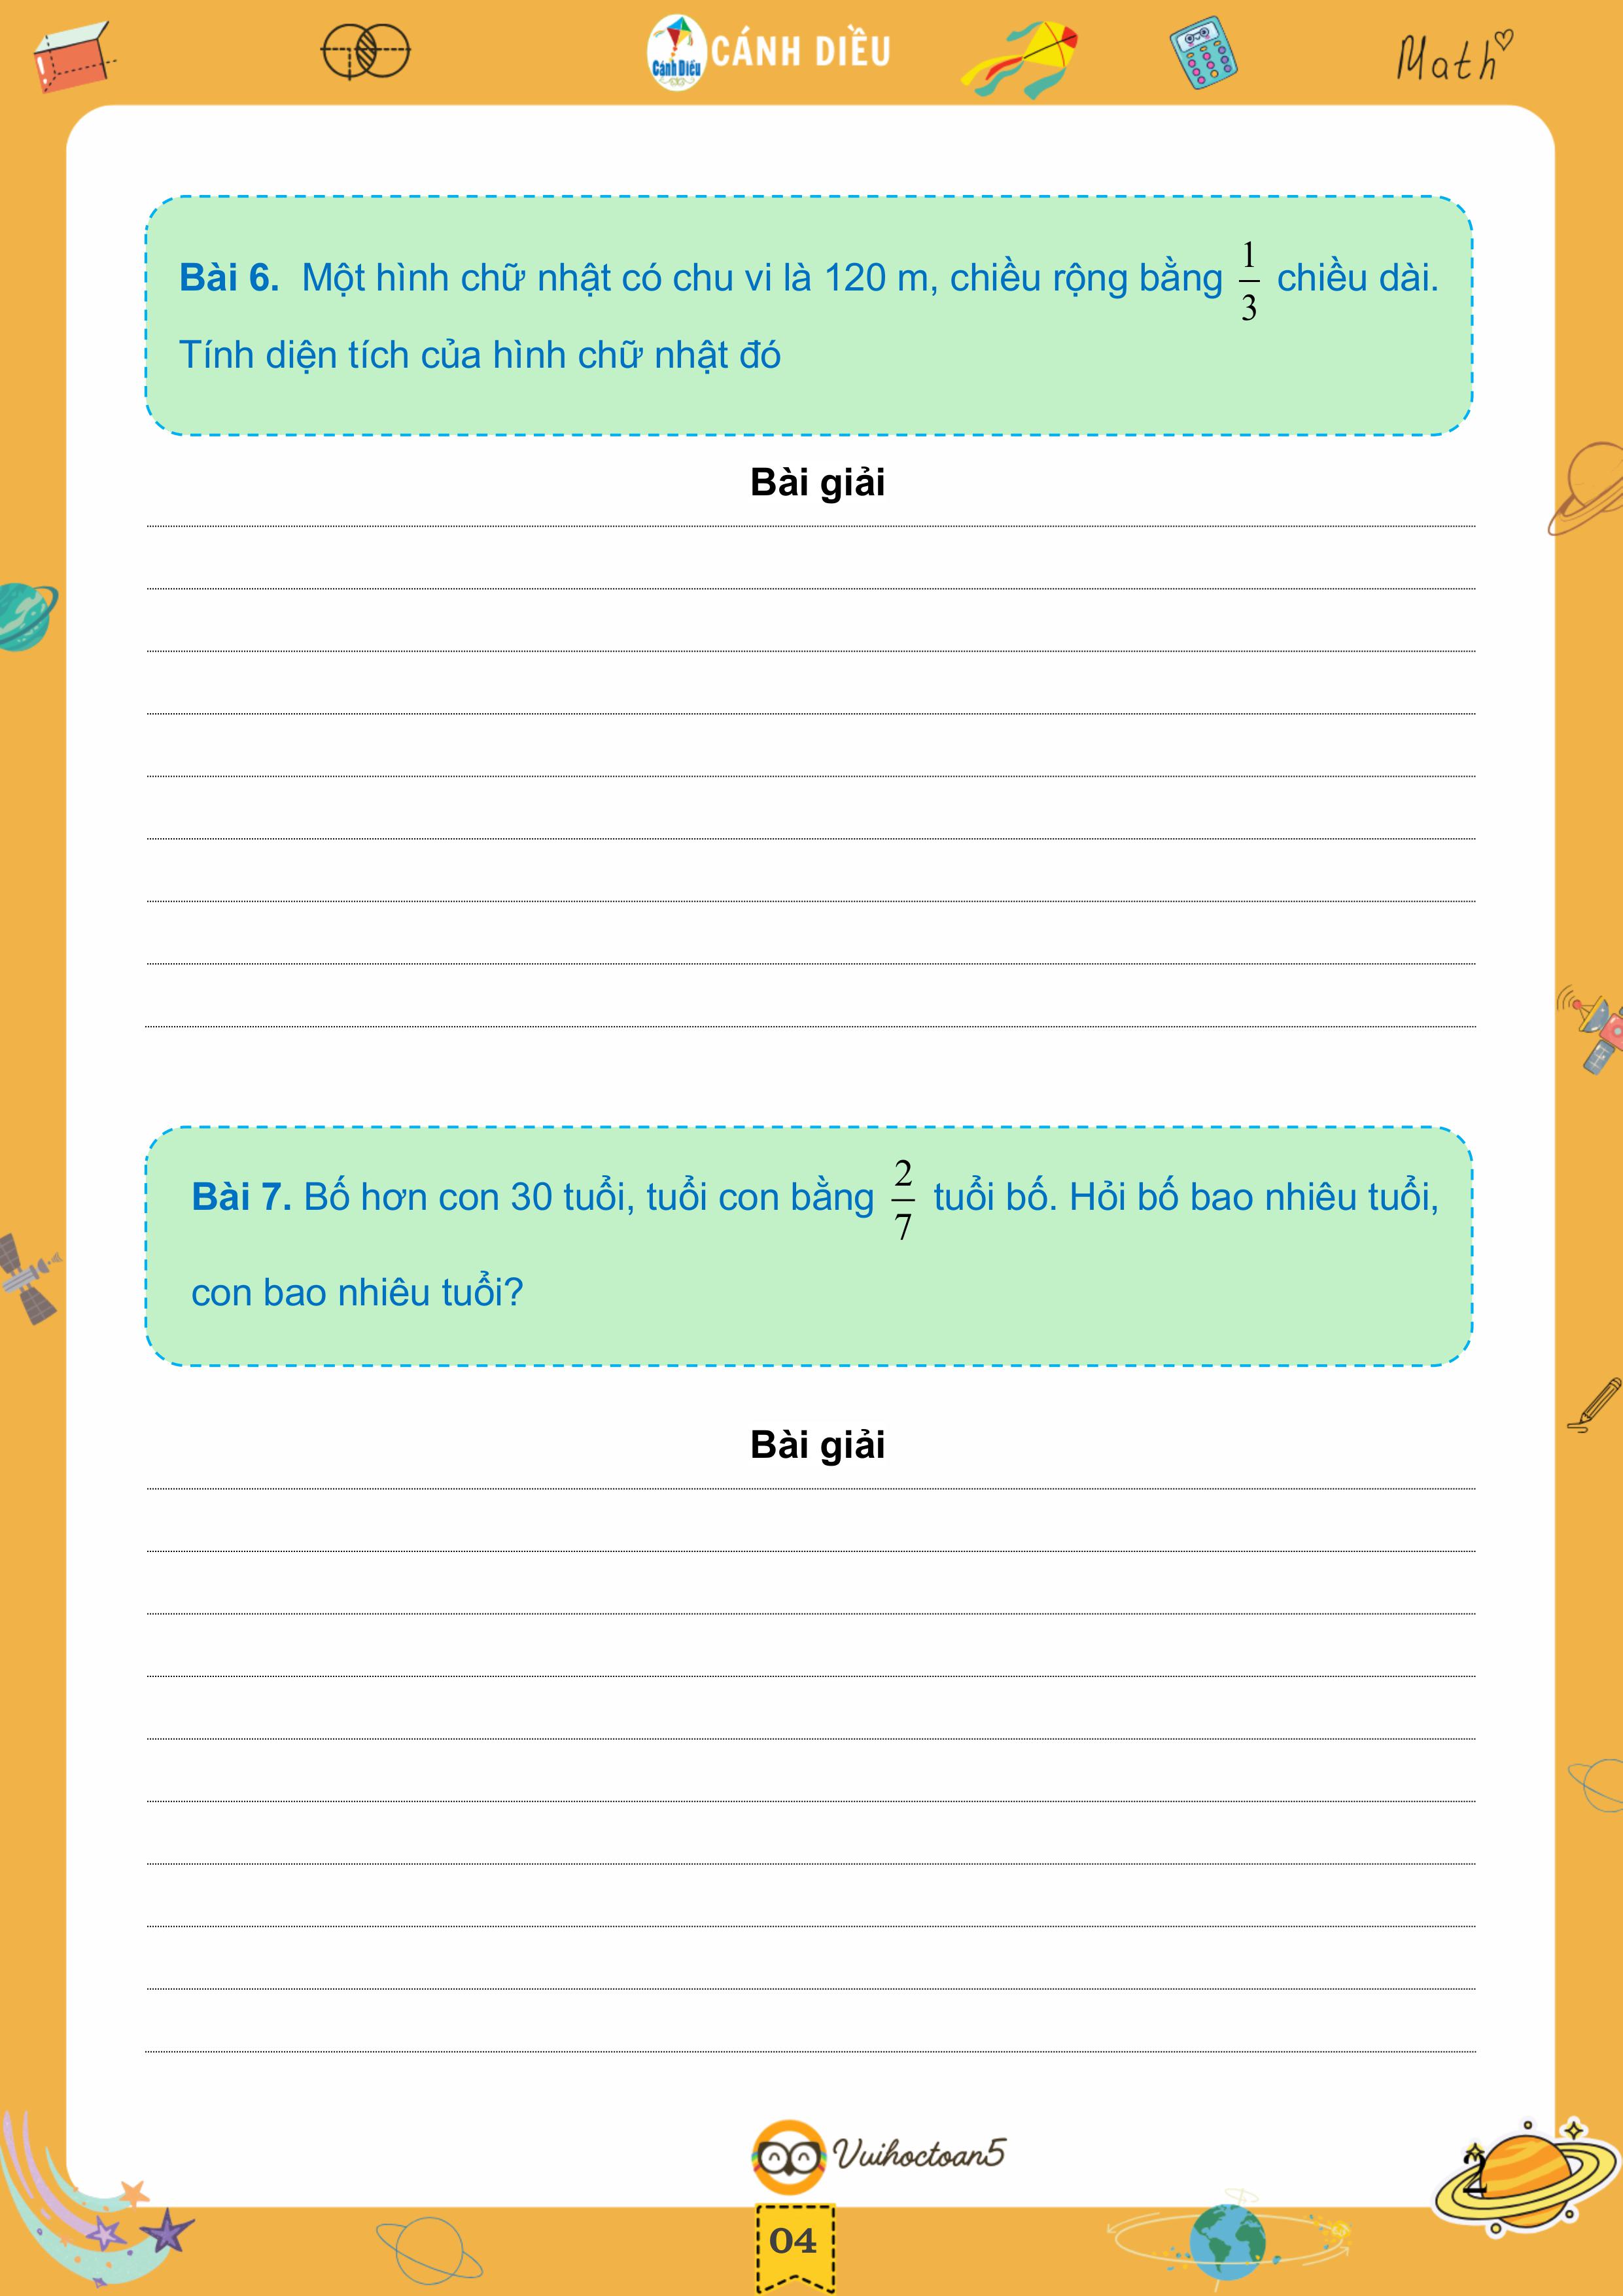 Cánh Diều CÁNH DIỀU Math
Bài 6. Một hình chữ nhật có chu vi là 120 m, chiều rộng bằng 1/3 chiều dài.
Tính diện tích của hình chữ nhật đó
Bài giải
Bài 7. Bố hơn con 30 tuổi, tuổi con bằng 2/7 tuổi bố. Hỏi bố bao nhiêu tuổi,
con bao nhiêu tuổi?
Bài giải
Vuihoctoan5
2
04